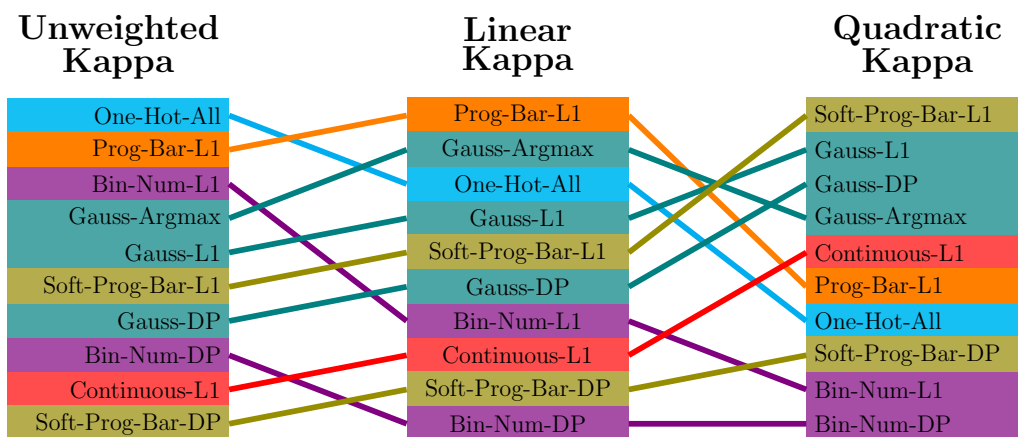 Unweighted
Kappa
One-Hot-All
Prog-Bar-L1
Bin-Num-L1
Gauss-Argmax
Gauss-L1
Soft-Prog-Bar-L1
Gauss-DP
Bin-Num-DP
Continuous-L1
Soft-Prog-Bar-DP
Linear
Kappa
Prog-Bar-L1
Gauss-Argmax
One-Hot-All
Gauss-L1
Soft-Prog-Bar-L1
Gauss-DP
Bin-Num-L1
Continuous-L1
Soft-Prog-Bar-DP
Bin-Num-DP
Quadratic
Kappa
Soft-Prog-Bar-L1
Gauss-L1
Gauss-DP
Gauss-Argmax
Continuous-L1
Prog-Bar-L1
One-Hot-All
Soft-Prog-Bar-DP
Bin-Num-L1
Bin-Num-DP